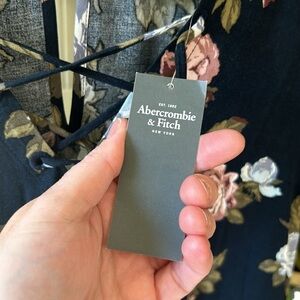 EST. 1892
Abercrombie
& Fitch
NEW YORK